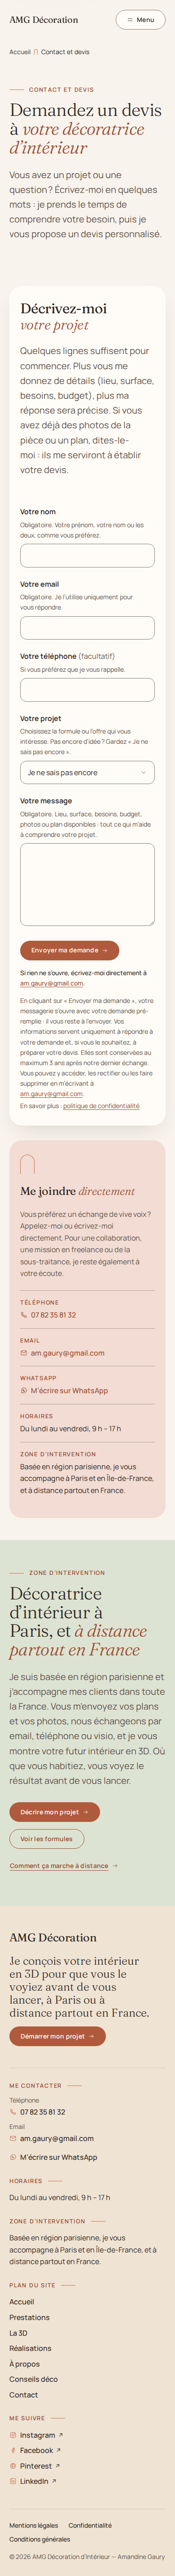 AMG Décoration
Menu
Accueil
Contact et devis
CONTACT ET DEVIS
Demandez un devis
à votre décoratrice
d'intérieur
Vous avez un projet ou une
question ? Écrivez-moi en quelques
mots : je prends le temps de
comprendre votre besoin, puis je
vous propose un devis personnalisé.
Décrivez-moi
votre projet
Quelques lignes suffisent pour
commencer. Plus vous me
donnez de détails (lieu, surface,
besoins, budget), plus ma
réponse sera précise. Si vous
avez déjà des photos de la
pièce ou un plan, dites-le-
moi : ils me serviront à établir
votre devis.
Votre nom
Obligatoire. Votre prénom, votre nom ou les
deux, comme vous préférez.
Votre email
Obligatoire. Je l'utilise uniquement pour
vous répondre.
Votre téléphone (facultatif)
Si vous préférez que je vous rappelle.
Votre projet
Choisissez la formule ou l'offre qui vous
intéresse. Pas encore d'idée ? Gardez « Je ne
sais pas encore ».
Je ne sais pas encore
Votre message
Obligatoire. Lieu, surface, besoins, budget,
photos ou plan disponibles : tout ce qui m'aide
à comprendre votre projet.
Envoyer ma demande →
Si rien ne s'ouvre, écrivez-moi directement à
am.gaury@gmail.com.
En cliquant sur « Envoyer ma demande », votre
messagerie s'ouvre avec votre demande pré-
remplie : il vous reste à l'envoyer. Vos
informations servent uniquement à répondre à
votre demande et, si vous le souhaitez, à
préparer votre devis. Elles sont conservées au
maximum 3 ans après notre dernier échange.
Vous pouvez y accéder, les rectifier ou les faire
supprimer en m'écrivant à
am.gaury@gmail.com.
En savoir plus : politique de confidentialité
Me joindre directement
Vous préférez un échange de vive voix ?
Appelez-moi ou écrivez-moi
directement. Pour une collaboration,
une mission en freelance ou de la
sous-traitance, je reste également à
votre écoute.
TÉLÉPHONE
07 82 35 81 32
EMAIL
am.gaury@gmail.com
WHATSAPP
M'écrire sur WhatsApp
HORAIRES
Du lundi au vendredi, 9 h – 17 h
ZONE D'INTERVENTION
Basée en région parisienne, je vous
accompagne à Paris et en Île-de-France,
et à distance partout en France.
ZONE D'INTERVENTION
Décoratrice
d'intérieur à
Paris, et à distance
partout en France
Je suis basée en région parisienne et
j'accompagne mes clients dans toute
la France. Vous m'envoyez vos plans
et vos photos, nous échangeons par
email, téléphone ou visio, et je vous
montre votre futur intérieur en 3D. Où
que vous habitiez, vous voyez le
résultat avant de vous lancer.
Décrire mon projet →
Voir les formules
Comment ça marche à distance →
AMG Décoration
Je conçois votre intérieur
en 3D pour que vous le
voyiez avant de vous
lancer, à Paris ou à
distance partout en France.
Démarrer mon projet →
ME CONTACTER
Téléphone
07 82 35 81 32
Email
am.gaury@gmail.com
M'écrire sur WhatsApp
HORAIRES
Du lundi au vendredi, 9 h – 17 h
ZONE D'INTERVENTION
Basée en région parisienne, je vous
accompagne à Paris et en Île-de-France, et à
distance partout en France.
PLAN DU SITE
Accueil
Prestations
La 3D
Réalisations
À propos
Conseils déco
Contact
ME SUIVRE
Instagram ↗
Facebook ↗
Pinterest ↗
LinkedIn ↗
Mentions légales
Confidentialité
Conditions générales
© 2026 AMG Décoration d'Intérieur — Amandine Gaury